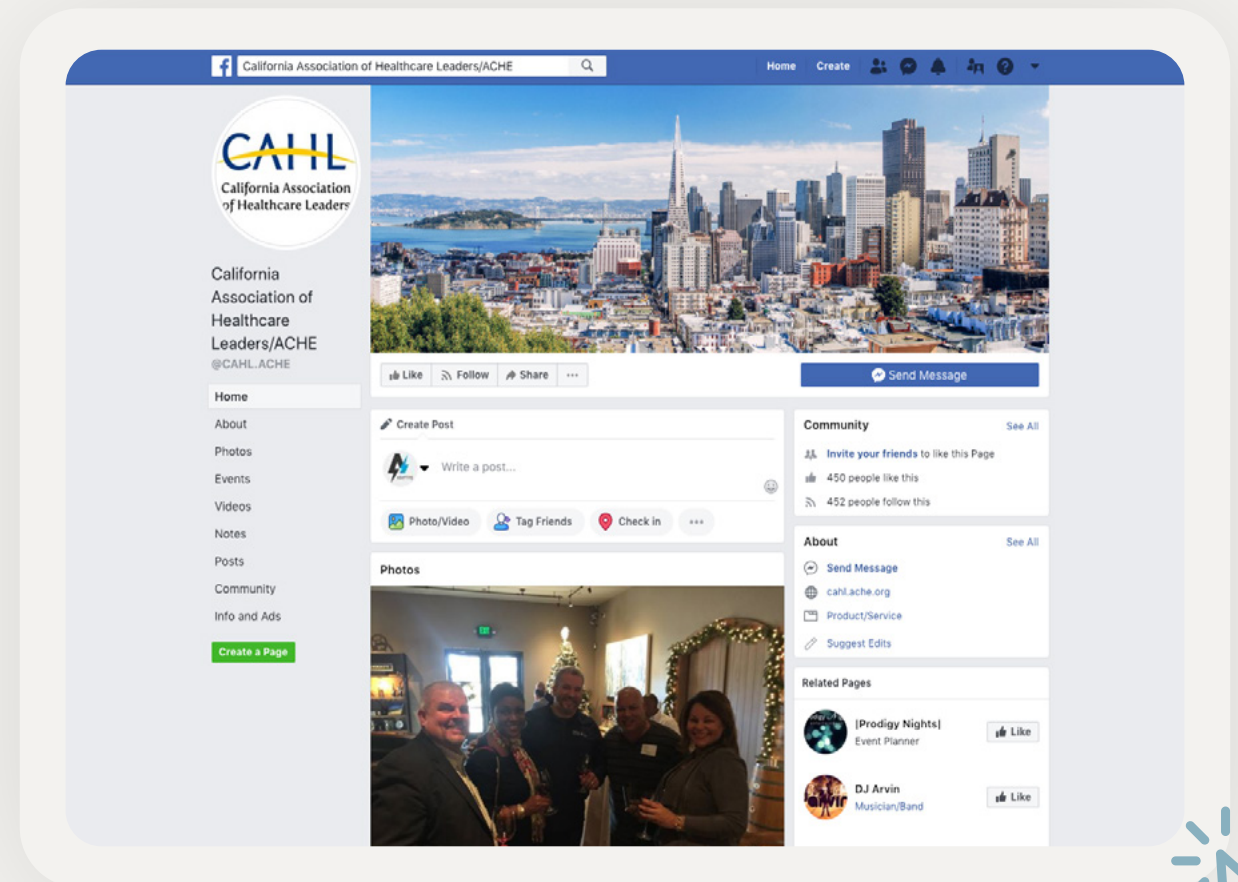 California Association of Healthcare Leaders/ACHE
Home Create
CAHL
California Association
of Healthcare Leaders
California
Association of
Healthcare
Leaders/ACHE
@CAHL.ACHE
Home
About
Photos
Events
Videos
Notes
Posts
Community
Info and Ads
Create a Page
Like Follow Share ...
Send Message
Create Post
Write a post...
Photo/Video Tag Friends Check in ...
Photos
Community See All
Invite your friends to like this Page
450 people like this
452 people follow this
About See All
Send Message
cahl.ache.org
Product/Service
Suggest Edits
Related Pages
|Prodigy Nights|
Event Planner
Like
DJ Arvin
Musician/Band
Like